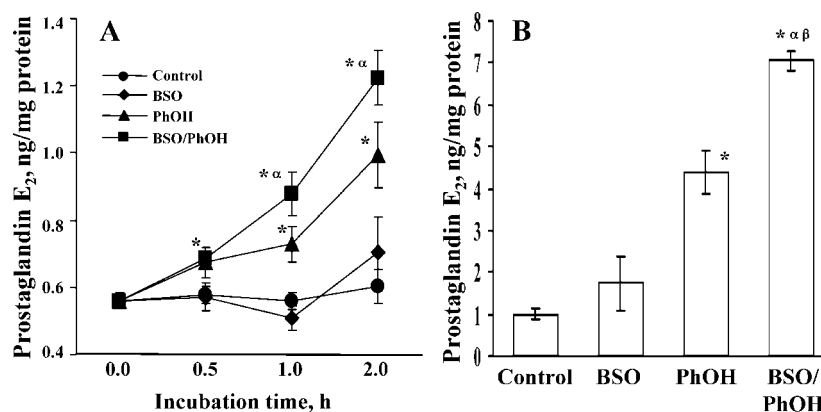 A
Prostaglandin E2, ng/mg protein
1.4
1.2
1.0
0.8
0.6
0.4
Control
BSO
PhOH
BSO/PhOH
*
* α
*
* α
*
0.0 0.5 1.0 2.0
Incubation time, h
B
Prostaglandin E2, ng/mg protein
8
7
6
5
4
3
2
1
0
*
* α β
Control BSO PhOH BSO/
PhOH